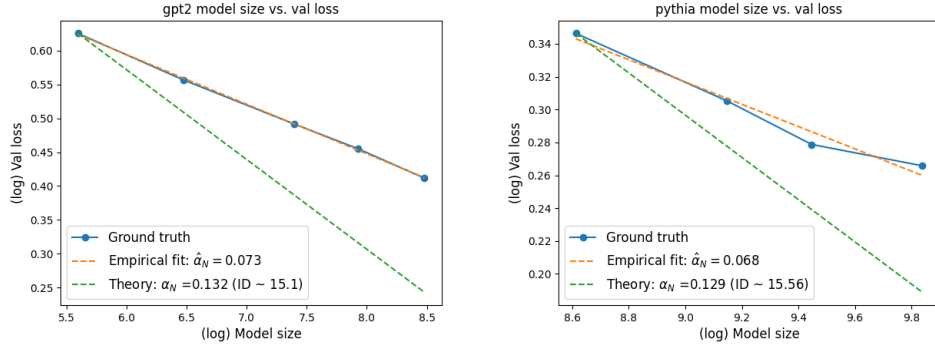 gpt2 model size vs. val loss
(log) Val loss
0.60
0.55
0.50
0.45
0.40
0.35
0.30
0.25
Ground truth
Empirical fit: α̂_N = 0.073
Theory: α_N =0.132 (ID ~ 15.1)
5.5 6.0 6.5 7.0 7.5 8.0 8.5
(log) Model size
pythia model size vs. val loss
(log) Val loss
0.34
0.32
0.30
0.28
0.26
0.24
0.22
0.20
Ground truth
Empirical fit: α̂_N = 0.068
Theory: α_N =0.129 (ID ~ 15.56)
8.6 8.8 9.0 9.2 9.4 9.6 9.8
(log) Model size